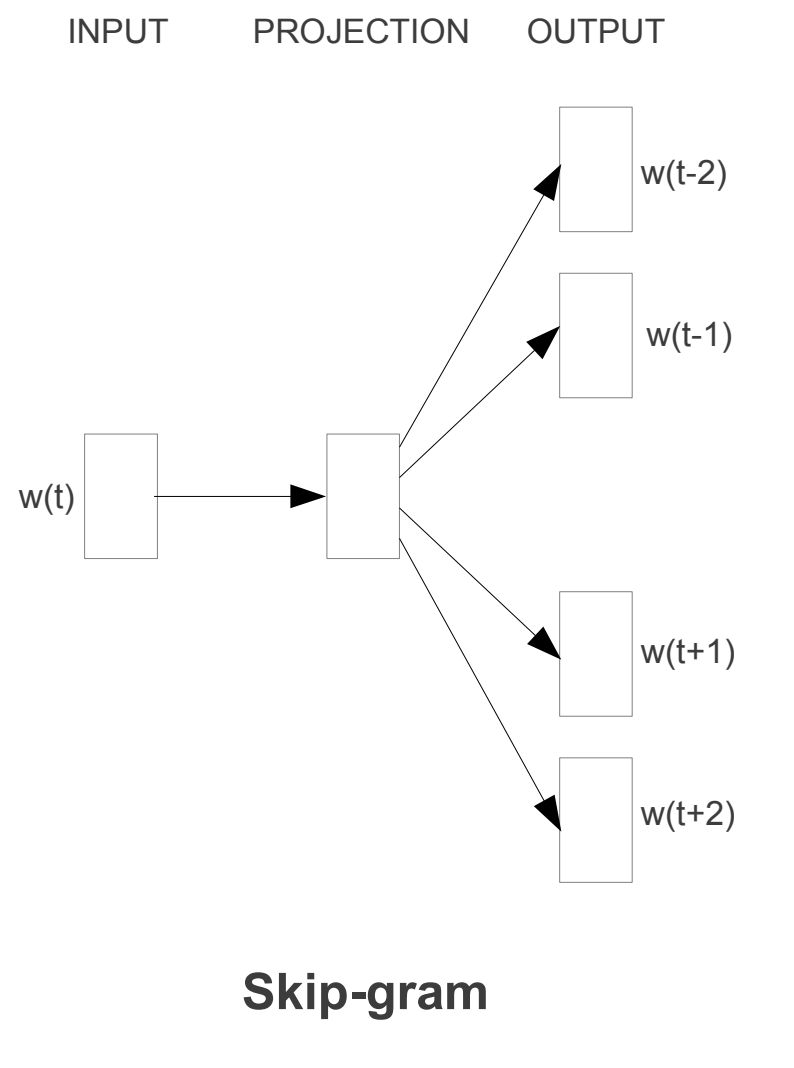 INPUT PROJECTION OUTPUT
w(t-2)
w(t-1)
w(t)
w(t+1)
w(t+2)
Skip-gram